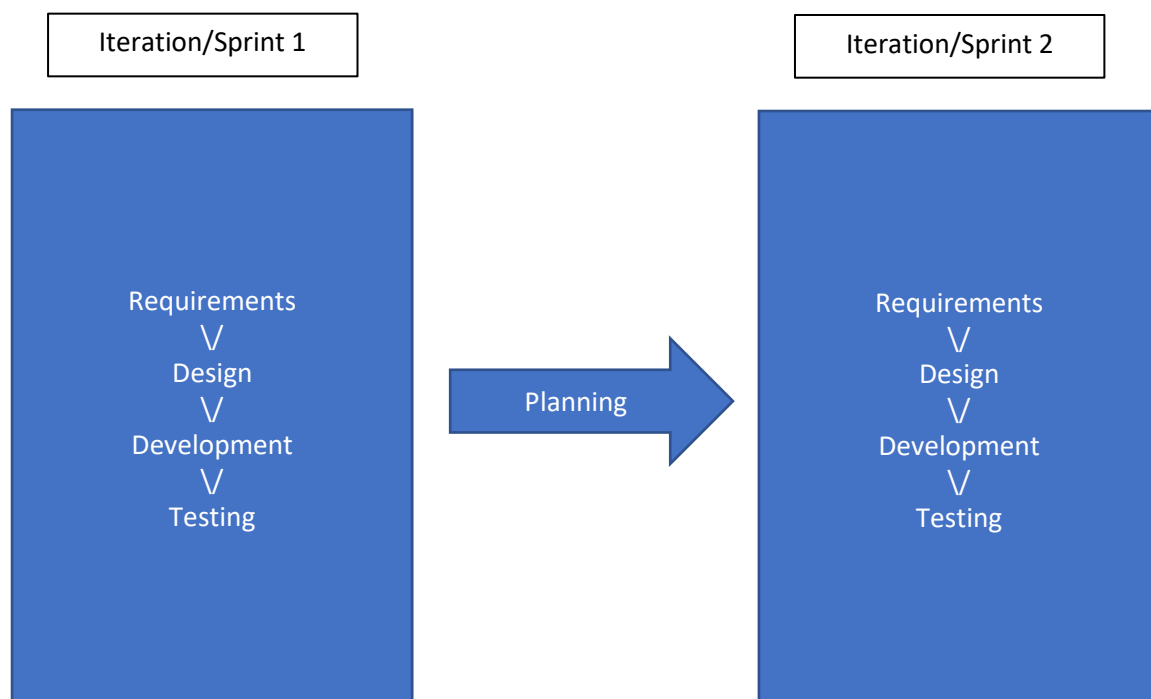 Iteration/Sprint 1
Requirements
\/
Design
\/
Development
\/
Testing
Planning
Iteration/Sprint 2
Requirements
\/
Design
\/
Development
\/
Testing